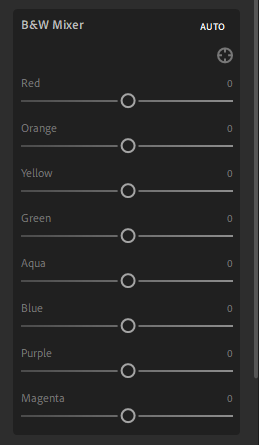 B&W Mixer AUTO
Red 0
Orange 0
Yellow 0
Green 0
Aqua 0
Blue 0
Purple 0
Magenta 0